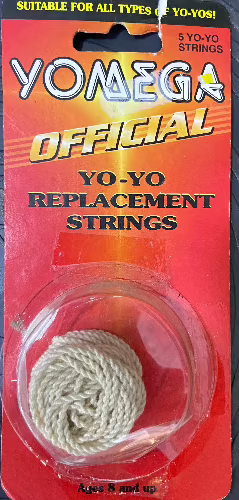 SUITABLE FOR ALL TYPES OF YO-YOS!
5 YO-YO
STRINGS
YOMEGA
OFFICIAL
YO-YO
REPLACEMENT
STRINGS
Ages 8 and up